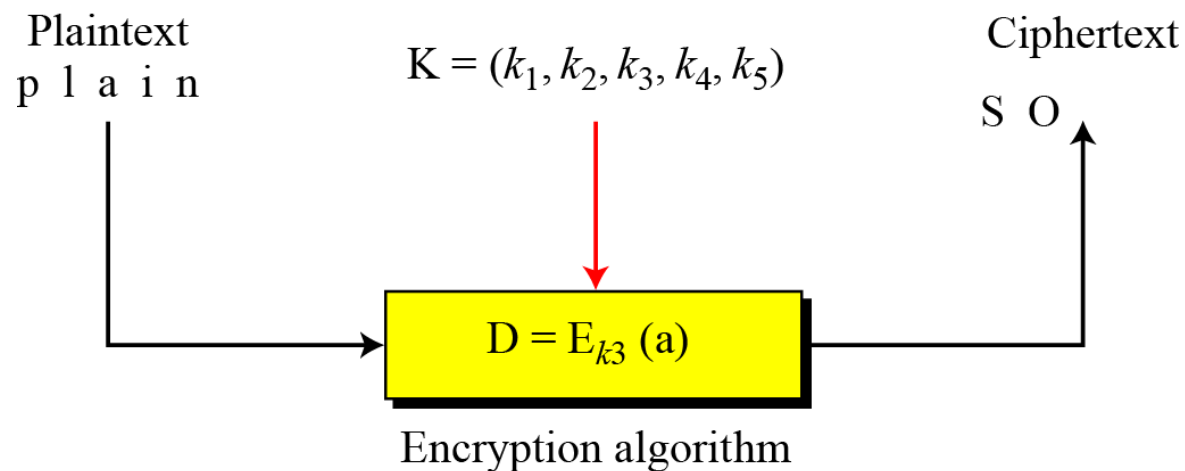 Plaintext
p l a i n
K = (k₁, k₂, k₃, k₄, k₅)
Ciphertext
S O
D = Eₖ₃ (a)
Encryption algorithm